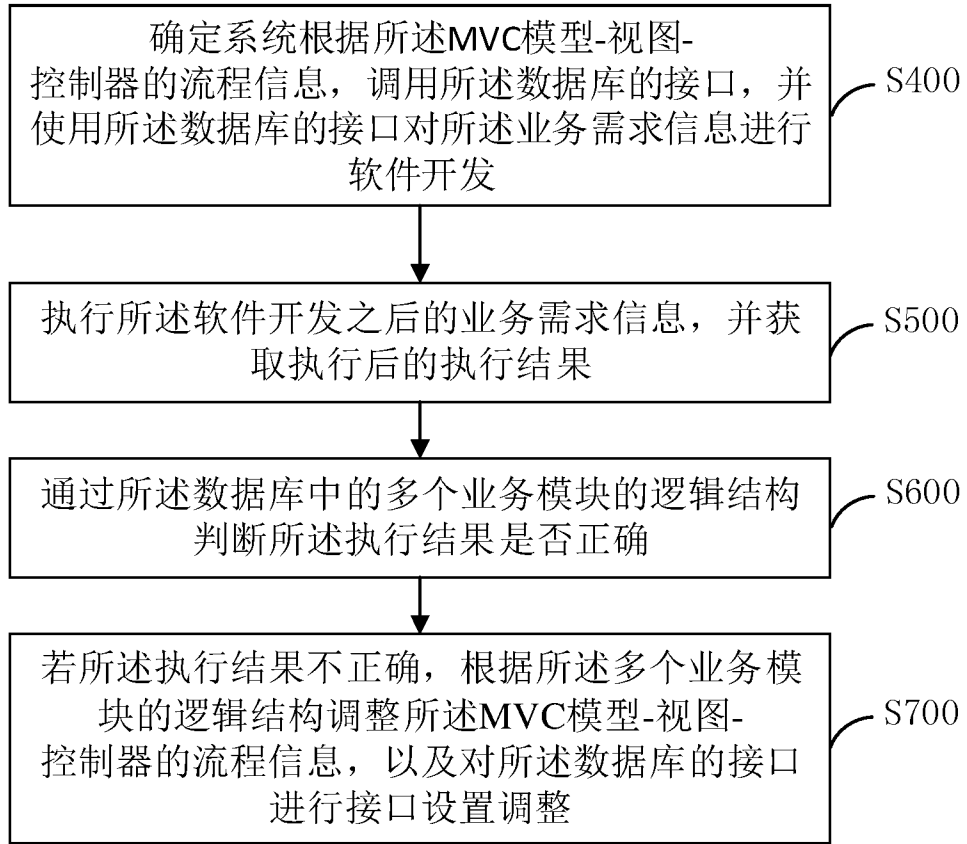 确定系统根据所述MVC模型-视图-
控制器的流程信息，调用所述数据库的接口，并
使用所述数据库的接口对所述业务需求信息进行
软件开发
S400
执行所述软件开发之后的业务需求信息，并获
取执行后的执行结果
S500
通过所述数据库中的多个业务模块的逻辑结构
判断所述执行结果是否正确
S600
若所述执行结果不正确，根据所述多个业务模
块的逻辑结构调整所述MVC模型-视图-
控制器的流程信息，以及对所述数据库的接口
进行接口设置调整
S700